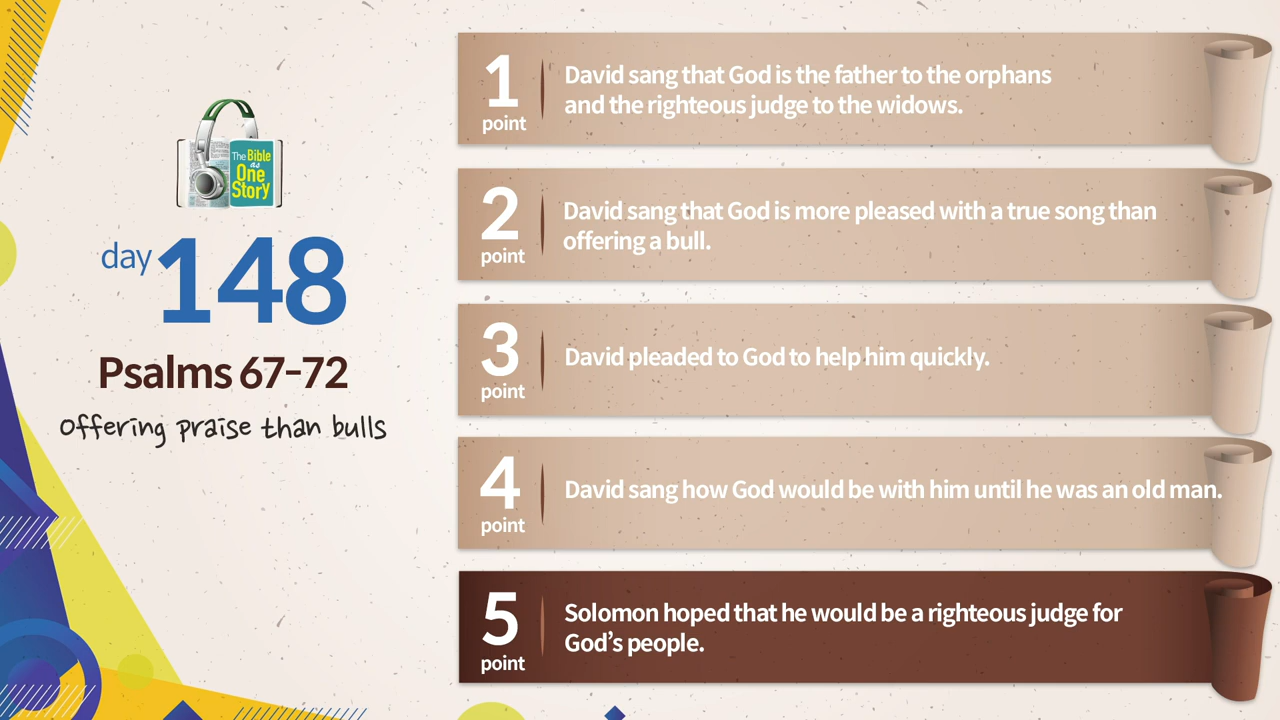 The Bible
as
One
Story
day 148
Psalms 67-72
Offering praise than bulls
1
point
David sang that God is the father to the orphans
and the righteous judge to the widows.
2
point
David sang that God is more pleased with a true song than
offering a bull.
3
point
David pleaded to God to help him quickly.
4
point
David sang how God would be with him until he was an old man.
5
point
Solomon hoped that he would be a righteous judge for
God's people.